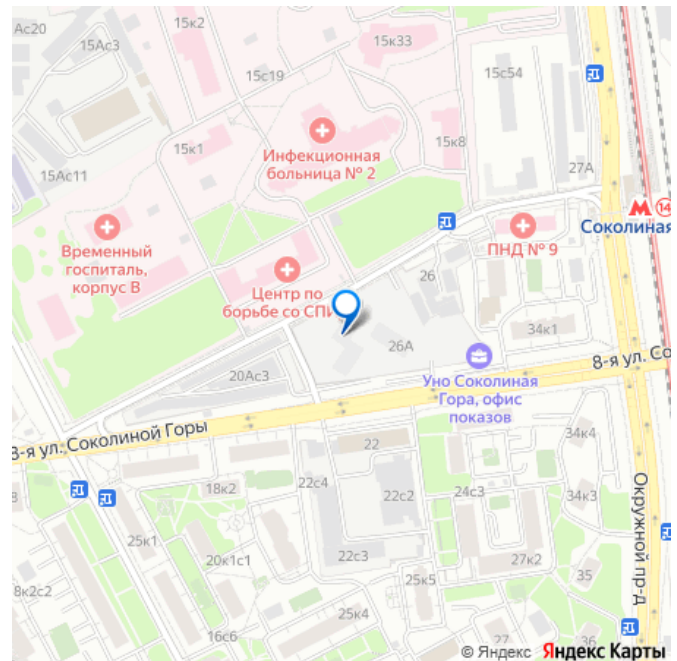 Ас20
15к2
15Ас3
15к33
15с19
15с54
15к1
Инфекционная
больница № 2
15к8
15Ас11
27А
14
Соколиная
Временный
госпиталь,
корпус В
ПНД № 9
26
Центр по
борьбе со СПИ
34к1
26А
8-я ул. Со
20Ас3
Уно Соколиная
Гора, офис
показов
8-я ул. Соколиной Горы
22
34к4
18к2
22с4
22с2
24с3
34к3
Окружной пр-д
25к1
20к1с1
22с3
27к2
8к2с2
25к5
35
25к4
16с6
27
36
© Яндекс Яндекс Карты